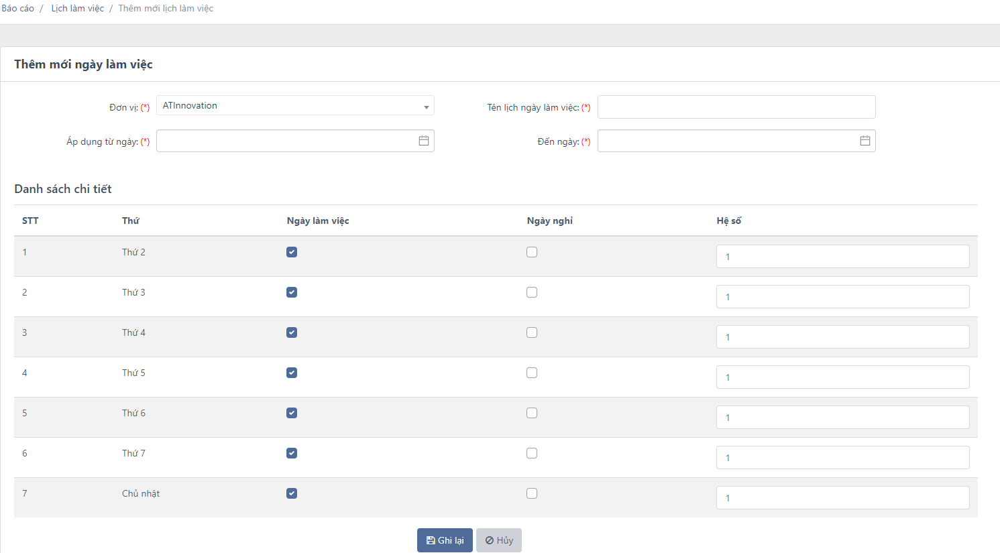 Báo cáo / Lịch làm việc / Thêm mới lịch làm việc
Thêm mới ngày làm việc
Đơn vị: (*) ATInnovation Tên lịch ngày làm việc: (*)
Áp dụng từ ngày: (*) Đến ngày: (*)
Danh sách chi tiết
STT Thứ Ngày làm việc Ngày nghỉ Hệ số
1 Thứ 2 1
2 Thứ 3 1
3 Thứ 4 1
4 Thứ 5 1
5 Thứ 6 1
6 Thứ 7 1
7 Chủ nhật 1
Ghi lại Hủy